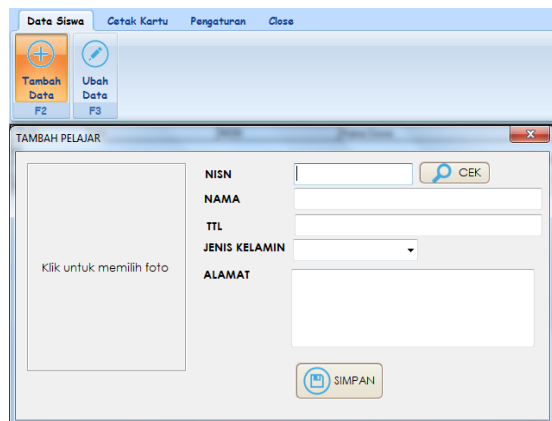 Data Siswa Cetak Kartu Pengaturan Close
Tambah Data F2
Ubah Data F3
TAMBAH PELAJAR
NISN CEK
NAMA
TTL
JENIS KELAMIN
Klik untuk memilih foto
ALAMAT
SIMPAN